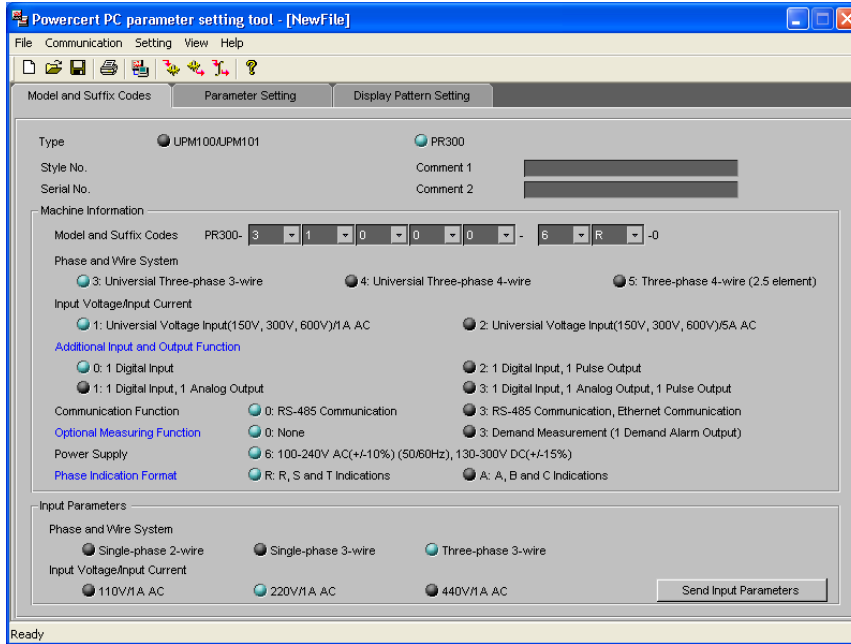 Powercert PC parameter setting tool - [NewFile]
File Communication Setting View Help
Model and Suffix Codes Parameter Setting Display Pattern Setting
Type UPM100/UPM101 PR300
Style No. Comment 1
Serial No. Comment 2
Machine Information
Model and Suffix Codes PR300- 3 1 0 0 0 - 6 R -0
Phase and Wire System
3: Universal Three-phase 3-wire 4: Universial Three-phase 4-wire 5: Three-phase 4-wire (2.5 element)
Input Voltage/Input Current
1: Universial Voltage Input(150V, 300V, 600V)/1A AC 2: Universial Voltage Input(150V, 300V, 600V)/5A AC
Additional Input and Output Function
0: 1 Digital Input 2: 1 Digital Input, 1 Pulse Output
1: 1 Digital Input, 1 Analog Output 3: 1 Digital Input, 1 Analog Output, 1 Pulse Output
Communication Function 0: RS-485 Communication 3: RS-485 Communication, Ethernet Communication
Optional Measuring Function 0: None 3: Demand Measurement (1 Demand Alarm Output)
Power Supply 6: 100-240V AC(+/-10%) (50/60Hz), 130-300V DC(+/-15%)
Phase Indication Format R: R, S and T Indications A: A, B and C Indications
Input Parameters
Phase and Wire System
Single-phase 2-wire Single-phase 3-wire Three-phase 3-wire
Input Voltage/Input Current
110V/1A AC 220V/1A AC 440V/1A AC Send Input Parameters
Ready